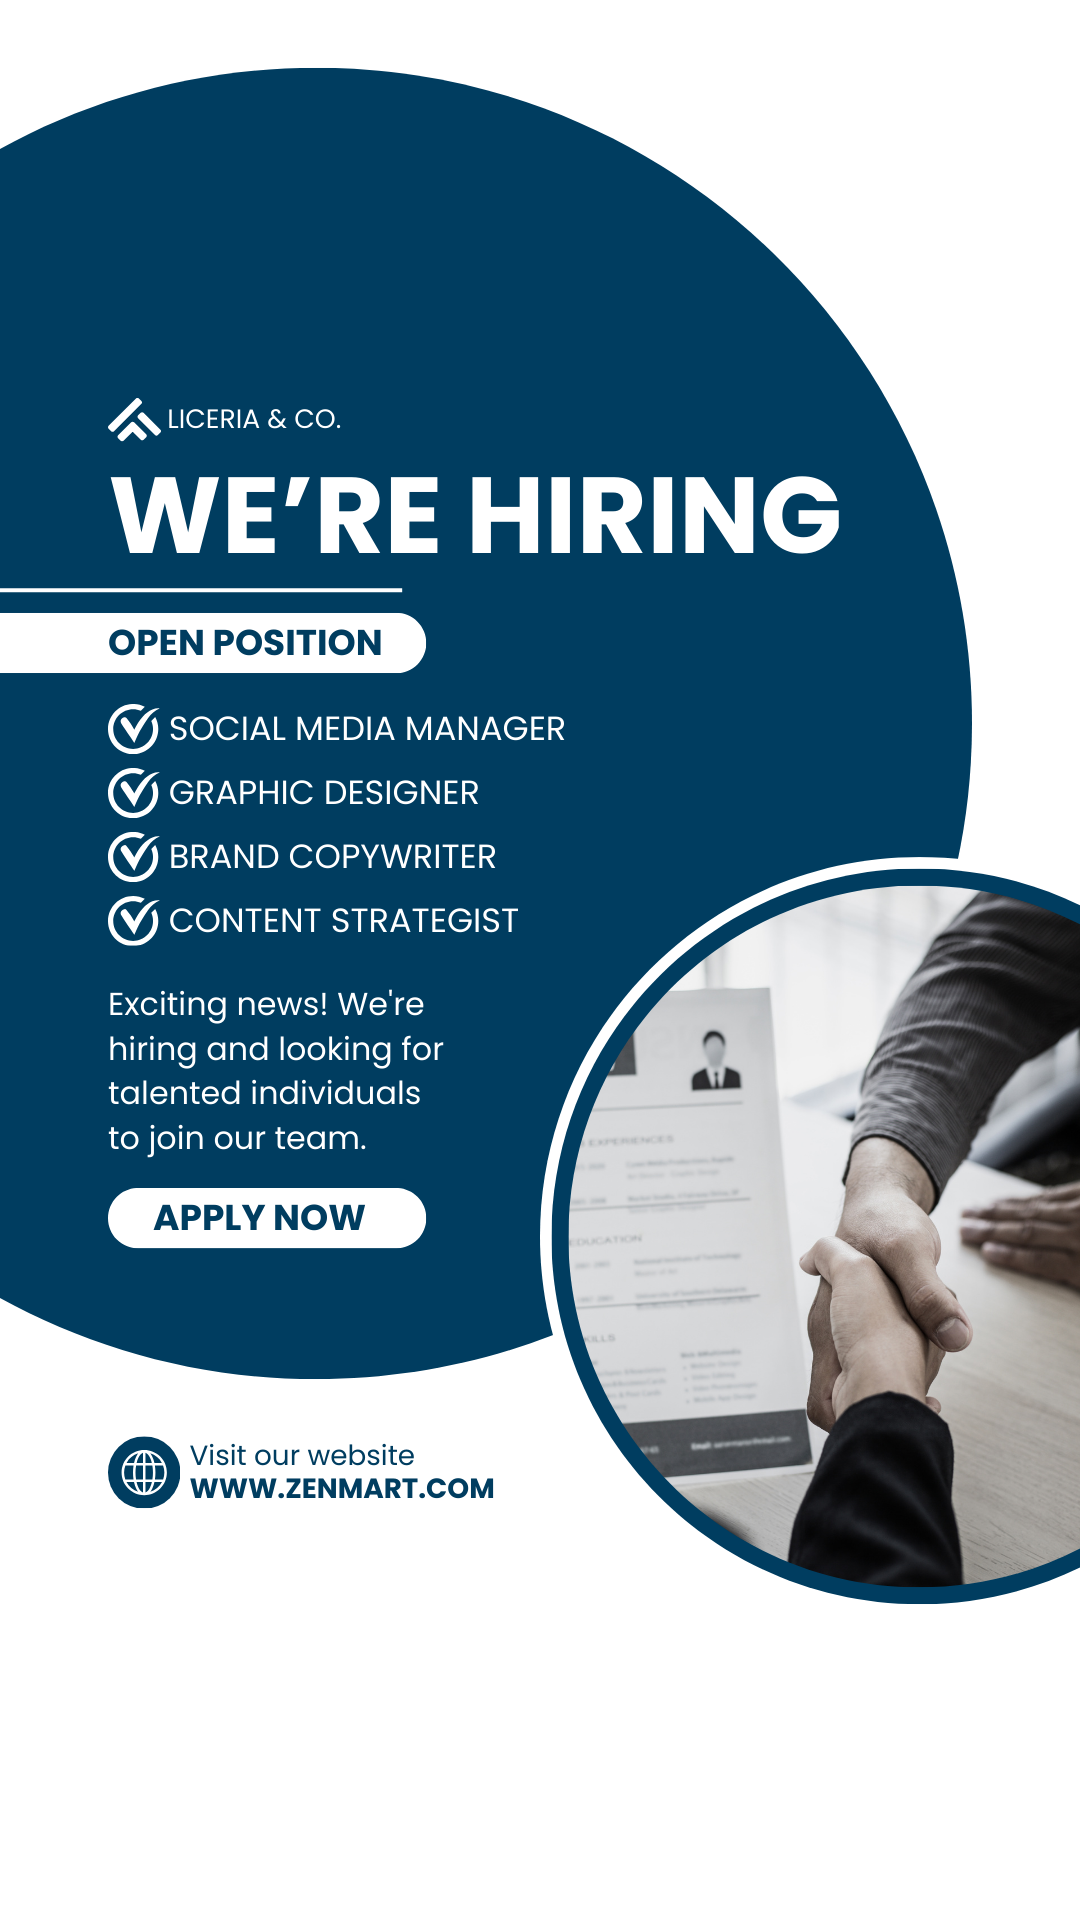 LICERIA & CO.
WE’RE HIRING
OPEN POSITION
SOCIAL MEDIA MANAGER
GRAPHIC DESIGNER
BRAND COPYWRITER
CONTENT STRATEGIST
Exciting news! We're
hiring and looking for
talented individuals
to join our team.
APPLY NOW
EXPERIENCES
EDUCATION
Visit our website
WWW.ZENMART.COM